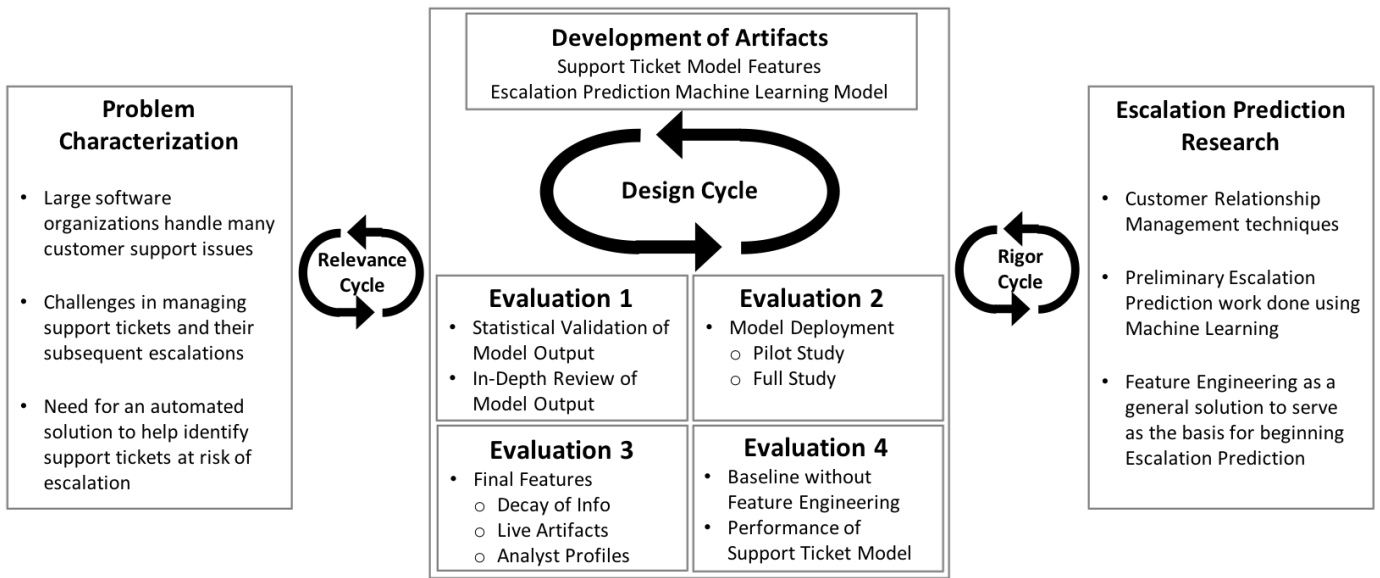 Problem
Characterization
• Large software
organizations handle many
customer support issues
• Challenges in managing
support tickets and their
subsequent escalations
• Need for an automated
solution to help identify
support tickets at risk of
escalation
Relevance
Cycle
Development of Artifacts
Support Ticket Model Features
Escalation Prediction Machine Learning Model
Design Cycle
Evaluation 1
• Statistical Validation of
Model Output
• In-Depth Review of
Model Output
Evaluation 2
• Model Deployment
o Pilot Study
o Full Study
Evaluation 3
• Final Features
o Decay of Info
o Live Artifacts
o Analyst Profiles
Evaluation 4
• Baseline without
Feature Engineering
• Performance of
Support Ticket Model
Rigor
Cycle
Escalation Prediction
Research
• Customer Relationship
Management techniques
• Preliminary Escalation
Prediction work done using
Machine Learning
• Feature Engineering as a
general solution to serve
as the basis for beginning
Escalation Prediction